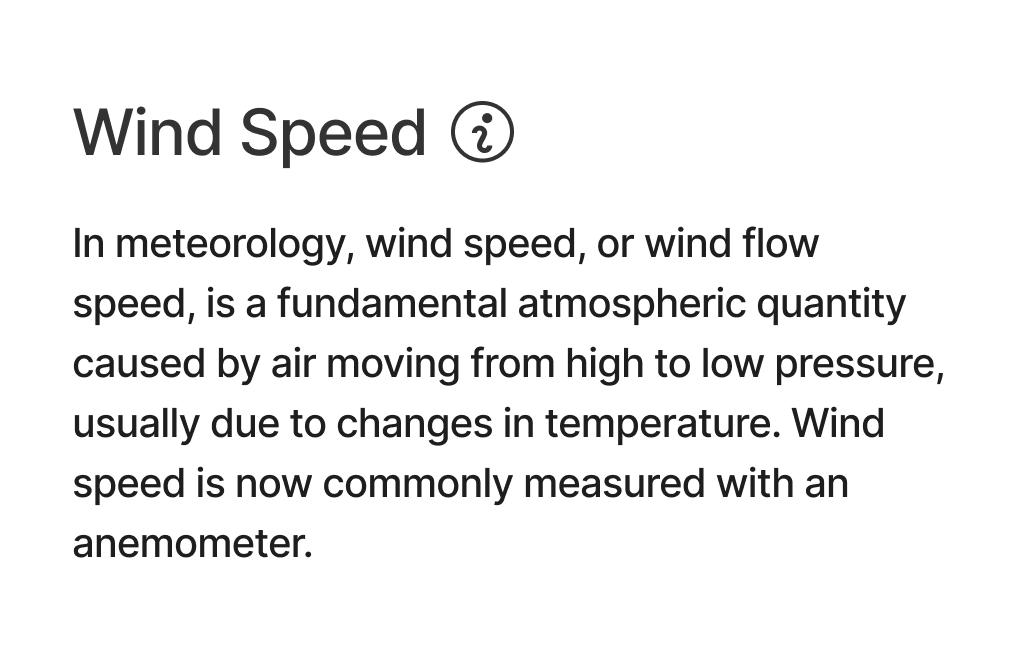 Wind Speed
In meteorology, wind speed, or wind flow
speed, is a fundamental atmospheric quantity
caused by air moving from high to low pressure,
usually due to changes in temperature. Wind
speed is now commonly measured with an
anemometer.